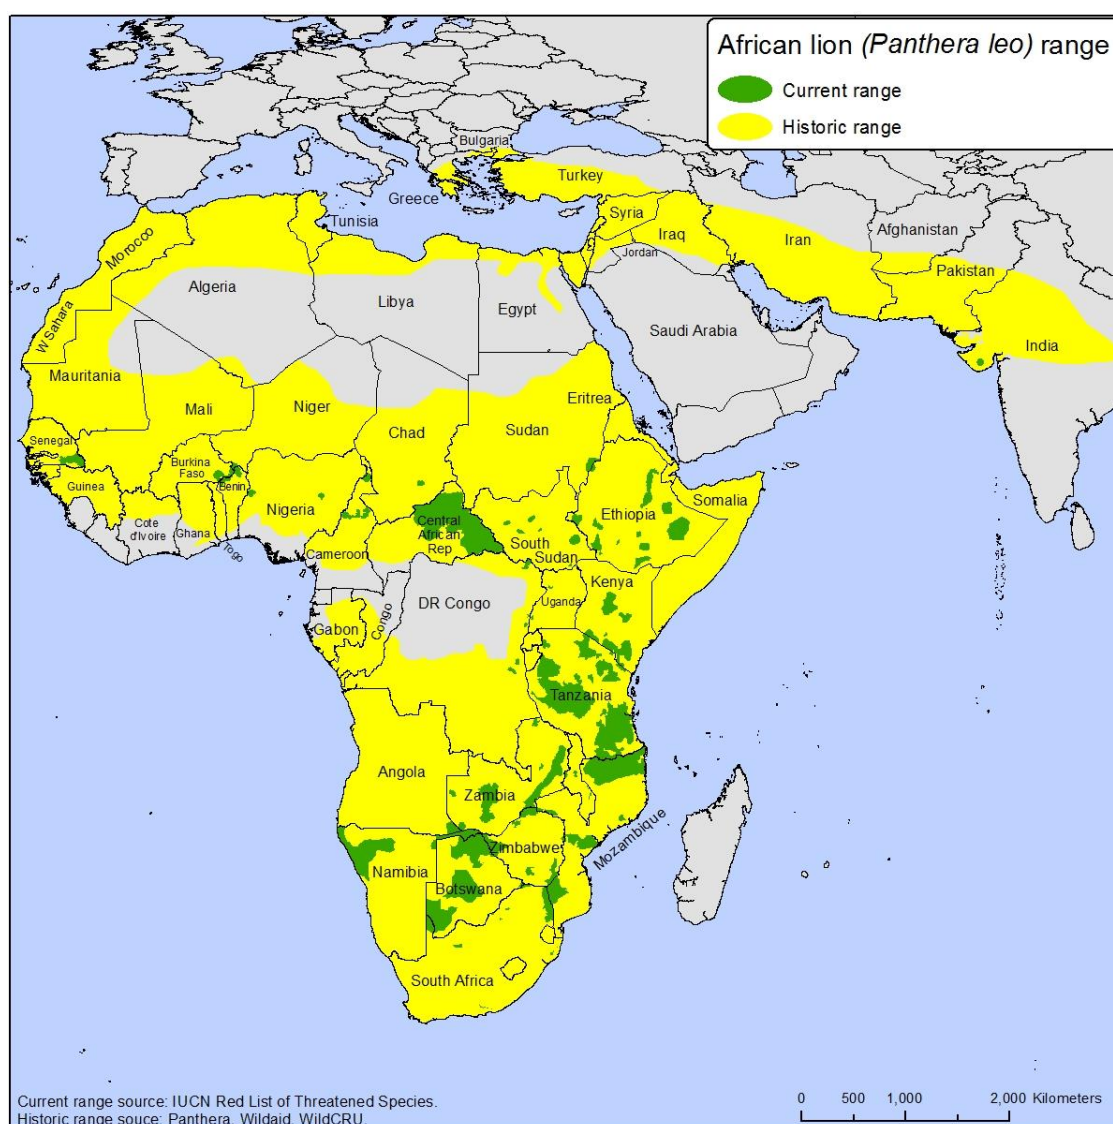 African lion (Panthera leo) range
Current range
Historic range
Bulgaria
Turkey
Greece
Tunisia
Syria
Iraq
Iran
Afghanistan
Morocco
Jordan
Pakistan
Algeria
Libya
Egypt
Saudi Arabia
W Sahara
India
Mauritania
Mali
Niger
Eritrea
Chad
Sudan
Senegal
Burkina
Faso
Guinea
Benin
Nigeria
Ethiopia
Somalia
Cote
d'Ivoire
Ghana
Togo
Central
African
Rep
South
Sudan
Cameroon
Kenya
Uganda
DR Congo
Congo
Gabon
Tanzania
Angola
Zambia
Mozambique
Zimbabwe
Namibia
Botswana
South Africa
Current range source: IUCN Red List of Threatened Species.
Historic range souce: Panthera, Wildaid, WildCRU.
0 500 1,000 2,000 Kilometers